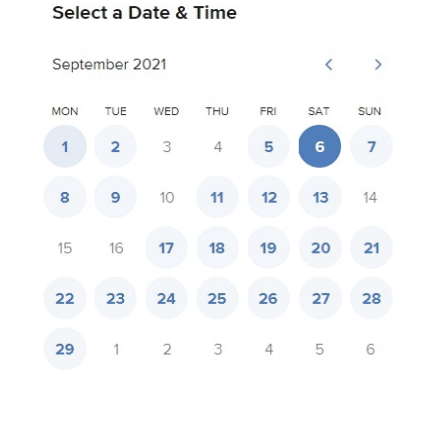 Select a Date & Time
September 2021
MON TUE WED THU FRI SAT SUN
1 2 3 4 5 6 7
8 9 10 11 12 13 14
15 16 17 18 19 20 21
22 23 24 25 26 27 28
29 1 2 3 4 5 6